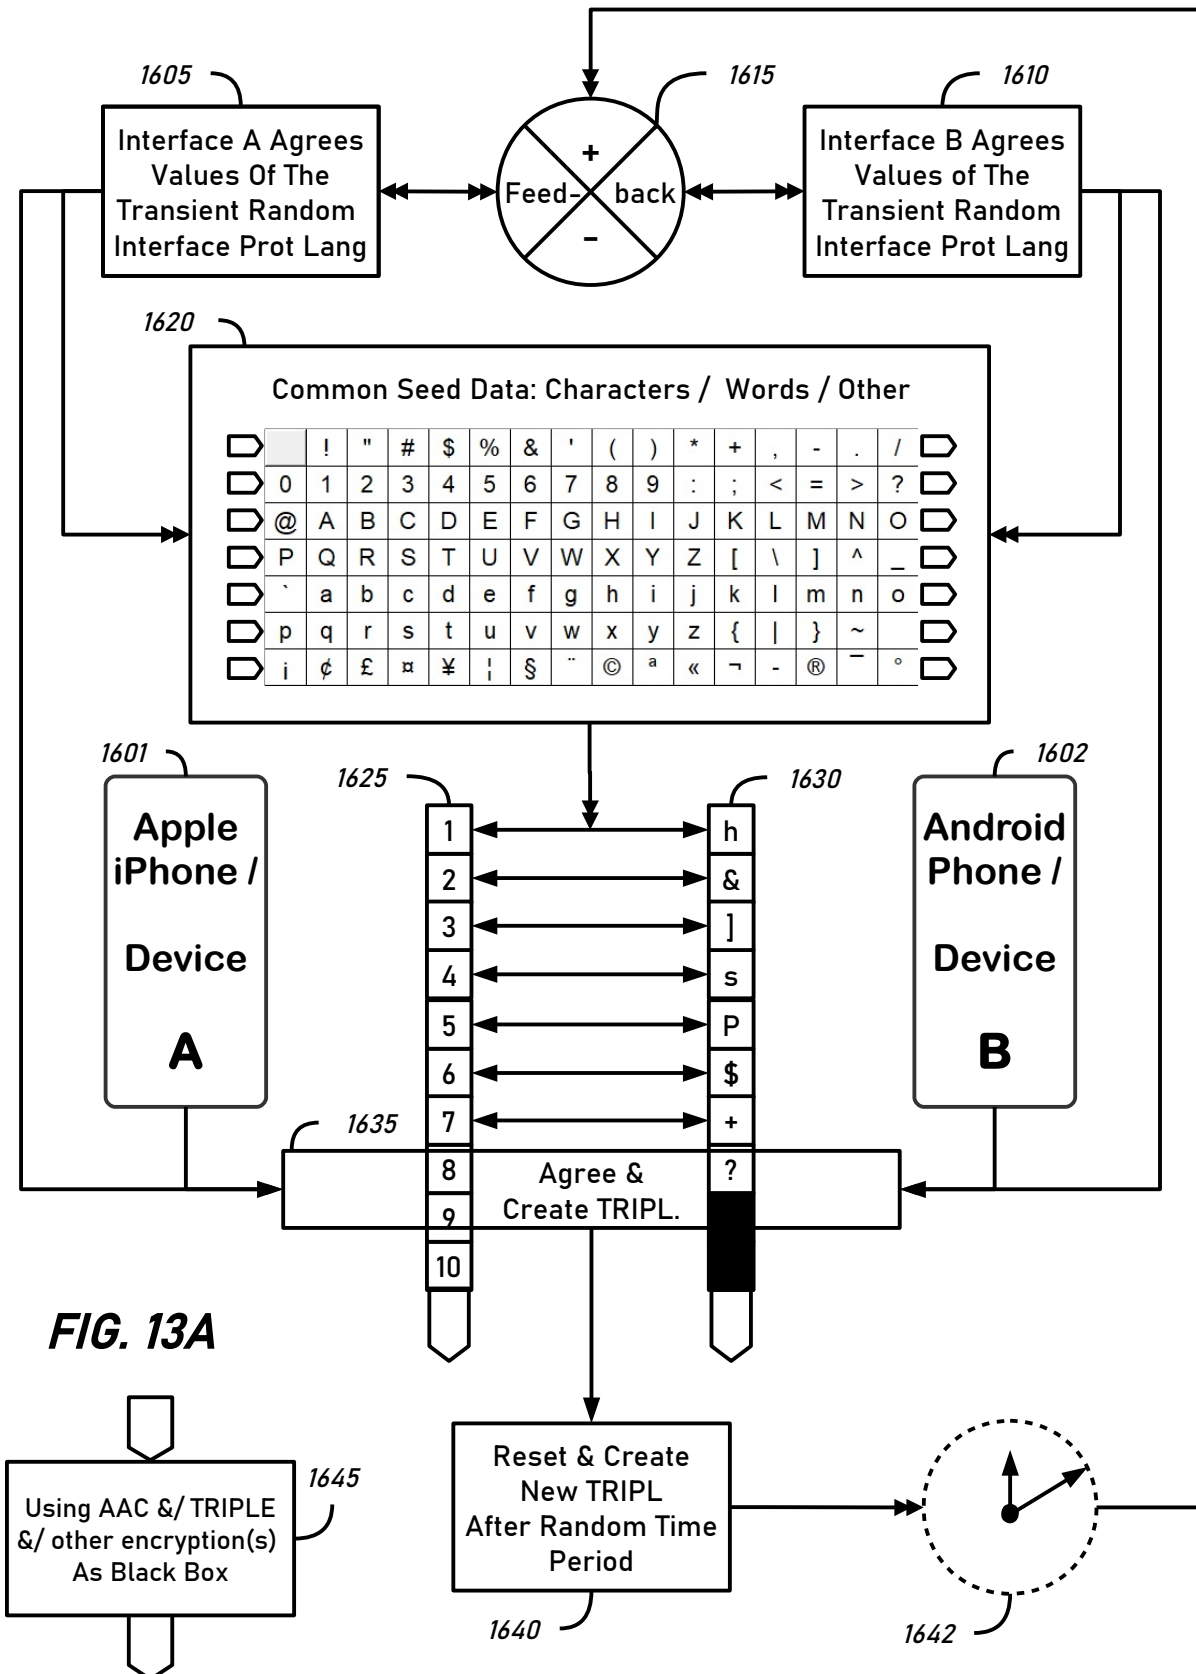 1605
1615
1610
Interface A Agrees
Values Of The
Transient Random
Interface Prot Lang
+
Feed- back
-
Interface B Agrees
Values of The
Transient Random
Interface Prot Lang
1620
Common Seed Data: Characters / Words / Other
! " # $ % & ' ( ) * + , - . /
0 1 2 3 4 5 6 7 8 9 : ; < = > ?
@ A B C D E F G H I J K L M N O
P Q R S T U V W X Y Z [ \ ] ^ _
` a b c d e f g h i j k l m n o
p q r s t u v w x y z { | } ~
¡ ¢ £ ¤ ¥ ¦ § ¨ © ª « ¬ - ® ¯ °
1601
1625
1630
1602
Apple
iPhone /
Device
A
1 h
2 &
3 ]
4 s
5 P
6 $
7 +
8 ?
9
10
Android
Phone /
Device
B
1635
Agree &
Create TRIPL.
FIG. 13A
Using AAC &/ TRIPLE
&/ other encryption(s)
As Black Box
1645
Reset & Create
New TRIPL
After Random Time
Period
1640
1642